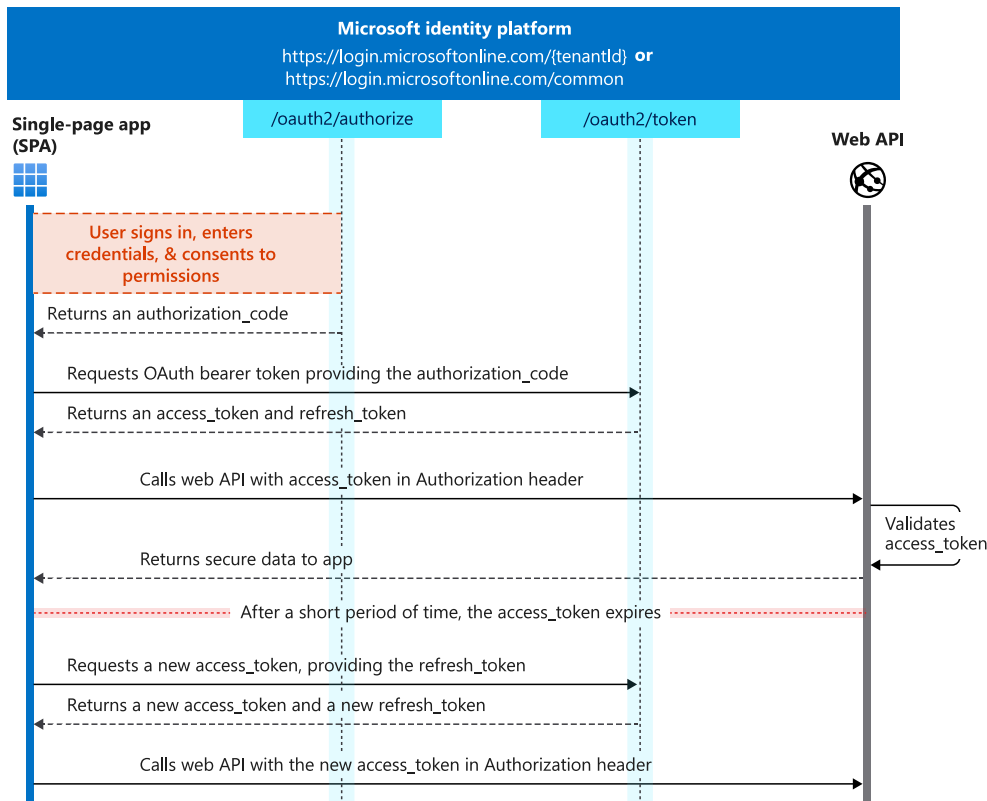 Microsoft identity platform
https://login.microsoftonline.com/{tenantId} or
https://login.microsoftonline.com/common
/oauth2/authorize
/oauth2/token
Single-page app
(SPA)
Web API
User signs in, enters
credentials, & consents to
permissions
Returns an authorization_code
Requests OAuth bearer token providing the authorization_code
Returns an access_token and refresh_token
Calls web API with access_token in Authorization header
Validates
access_token
Returns secure data to app
After a short period of time, the access_token expires
Requests a new access_token, providing the refresh_token
Returns a new access_token and a new refresh_token
Calls web API with the new access_token in Authorization header